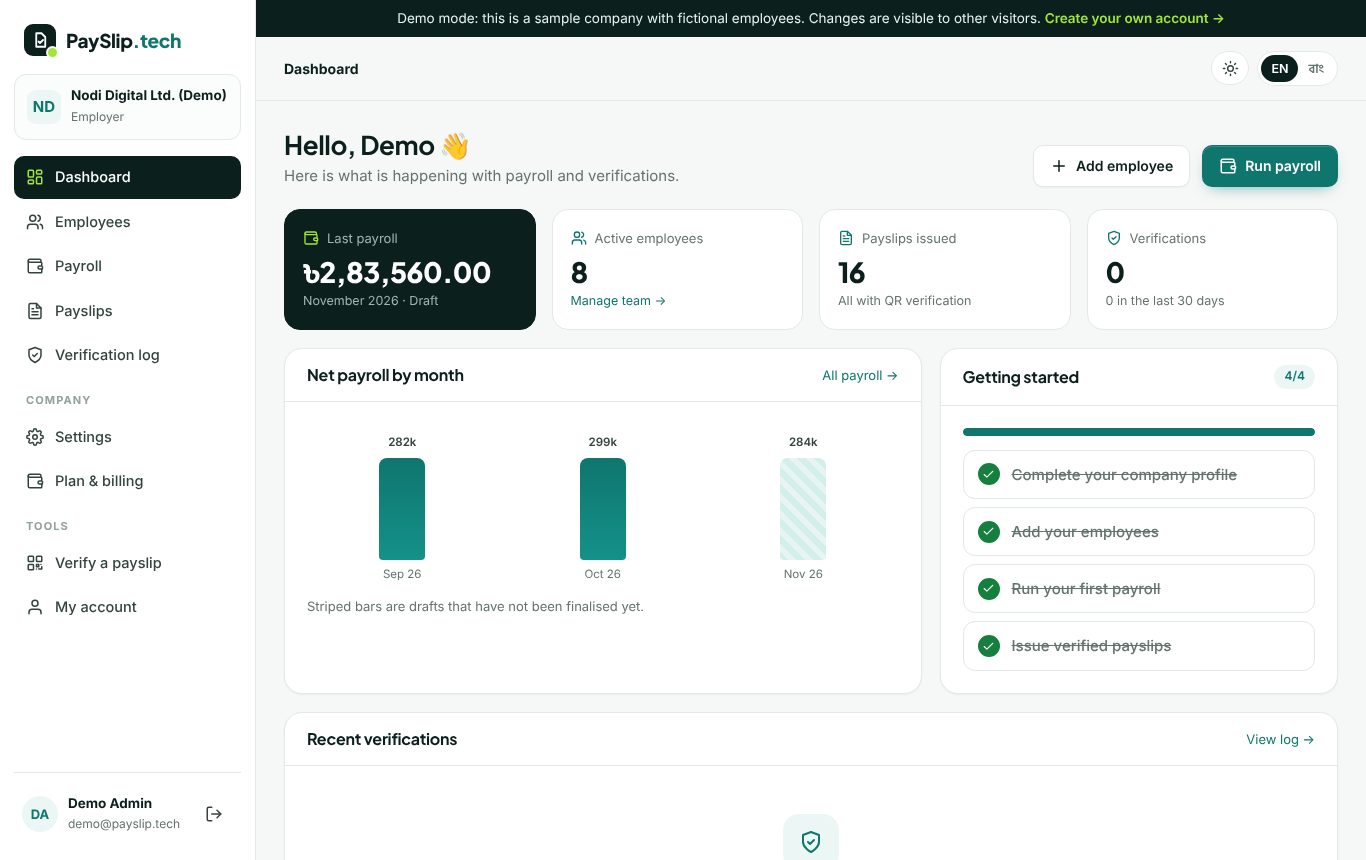 Demo mode: this is a sample company with fictional employees. Changes are visible to other visitors. Create your own account →
PaySlip.tech
ND
Nodi Digital Ltd. (Demo)
Employer
Dashboard
Employees
Payroll
Payslips
Verification log
COMPANY
Settings
Plan & billing
TOOLS
Verify a payslip
My account
DA
Demo Admin
demo@payslip.tech
Dashboard
EN
বাং
Hello, Demo 👋
Here is what is happening with payroll and verifications.
Add employee
Run payroll
Last payroll
৳2,83,560.00
November 2026 · Draft
Active employees
8
Manage team →
Payslips issued
16
All with QR verification
Verifications
0
0 in the last 30 days
Net payroll by month
All payroll →
282k
299k
284k
Sep 26
Oct 26
Nov 26
Striped bars are drafts that have not been finalised yet.
Getting started
4/4
Complete your company profile
Add your employees
Run your first payroll
Issue verified payslips
Recent verifications
View log →